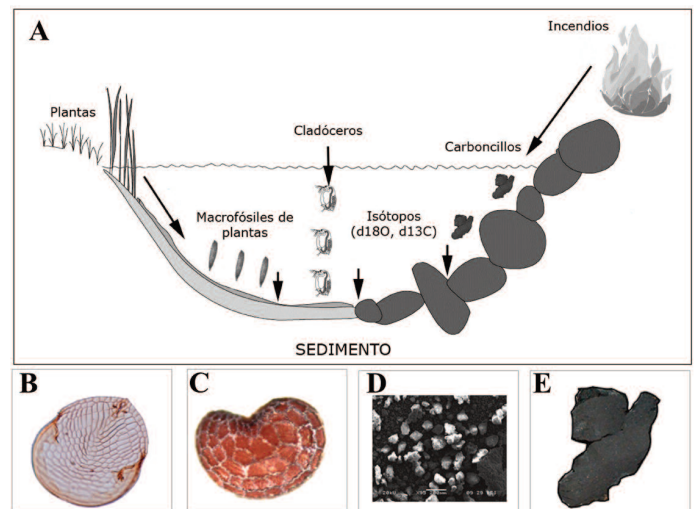 A
Incendios
Plantas
Cladóceros
Carboncillos
Macrofósiles de
plantas
Isótopos
(d18O, d13C)
SEDIMENTO
B
C
D
E